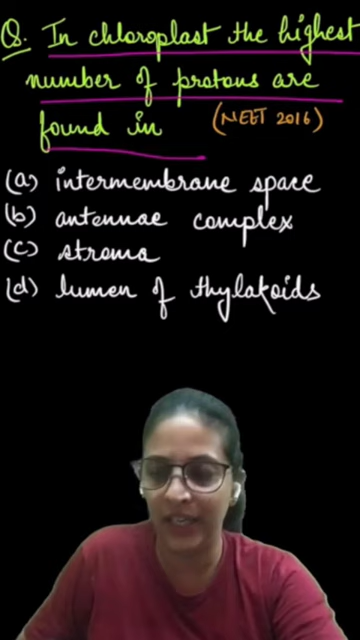 Q. In chloroplast the highest
number of protons are
found in (NEET 2016)
(a) intermembrane space
(b) antennae complex
(c) stroma
(d) lumen of thylakoids